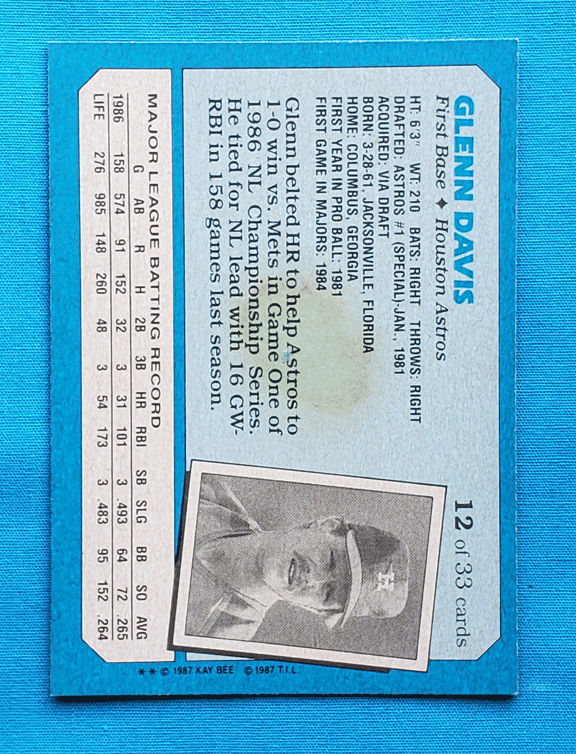 GLENN DAVIS
12 of 33 cards
First Base ♦ Houston Astros
HT: 6'3" WT: 210 BATS: RIGHT THROWS: RIGHT
DRAFTED: ASTROS #1 (SPECIAL)-JAN., 1981
ACQUIRED: VIA DRAFT
BORN: 3-28-61, JACKSONVILLE, FLORIDA
HOME: COLUMBUS, GEORGIA
FIRST YEAR IN PRO BALL: 1981
FIRST GAME IN MAJORS: 1984
Glenn belted HR to help Astros to
1-0 win vs. Mets in Game One of
1986 NL Championship Series.
He tied for NL lead with 16 GW-
RBI in 158 games last season.
MAJOR LEAGUE BATTING RECORD
G AB R H 2B 3B HR RBI SB SLG BB SO AVG
1986 158 574 91 152 32 3 31 101 3 .493 64 72 .265
LIFE 276 985 148 260 48 3 54 173 3 .483 95 152 .264
** © 1987 KAY BEE © 1987 T.I.L.